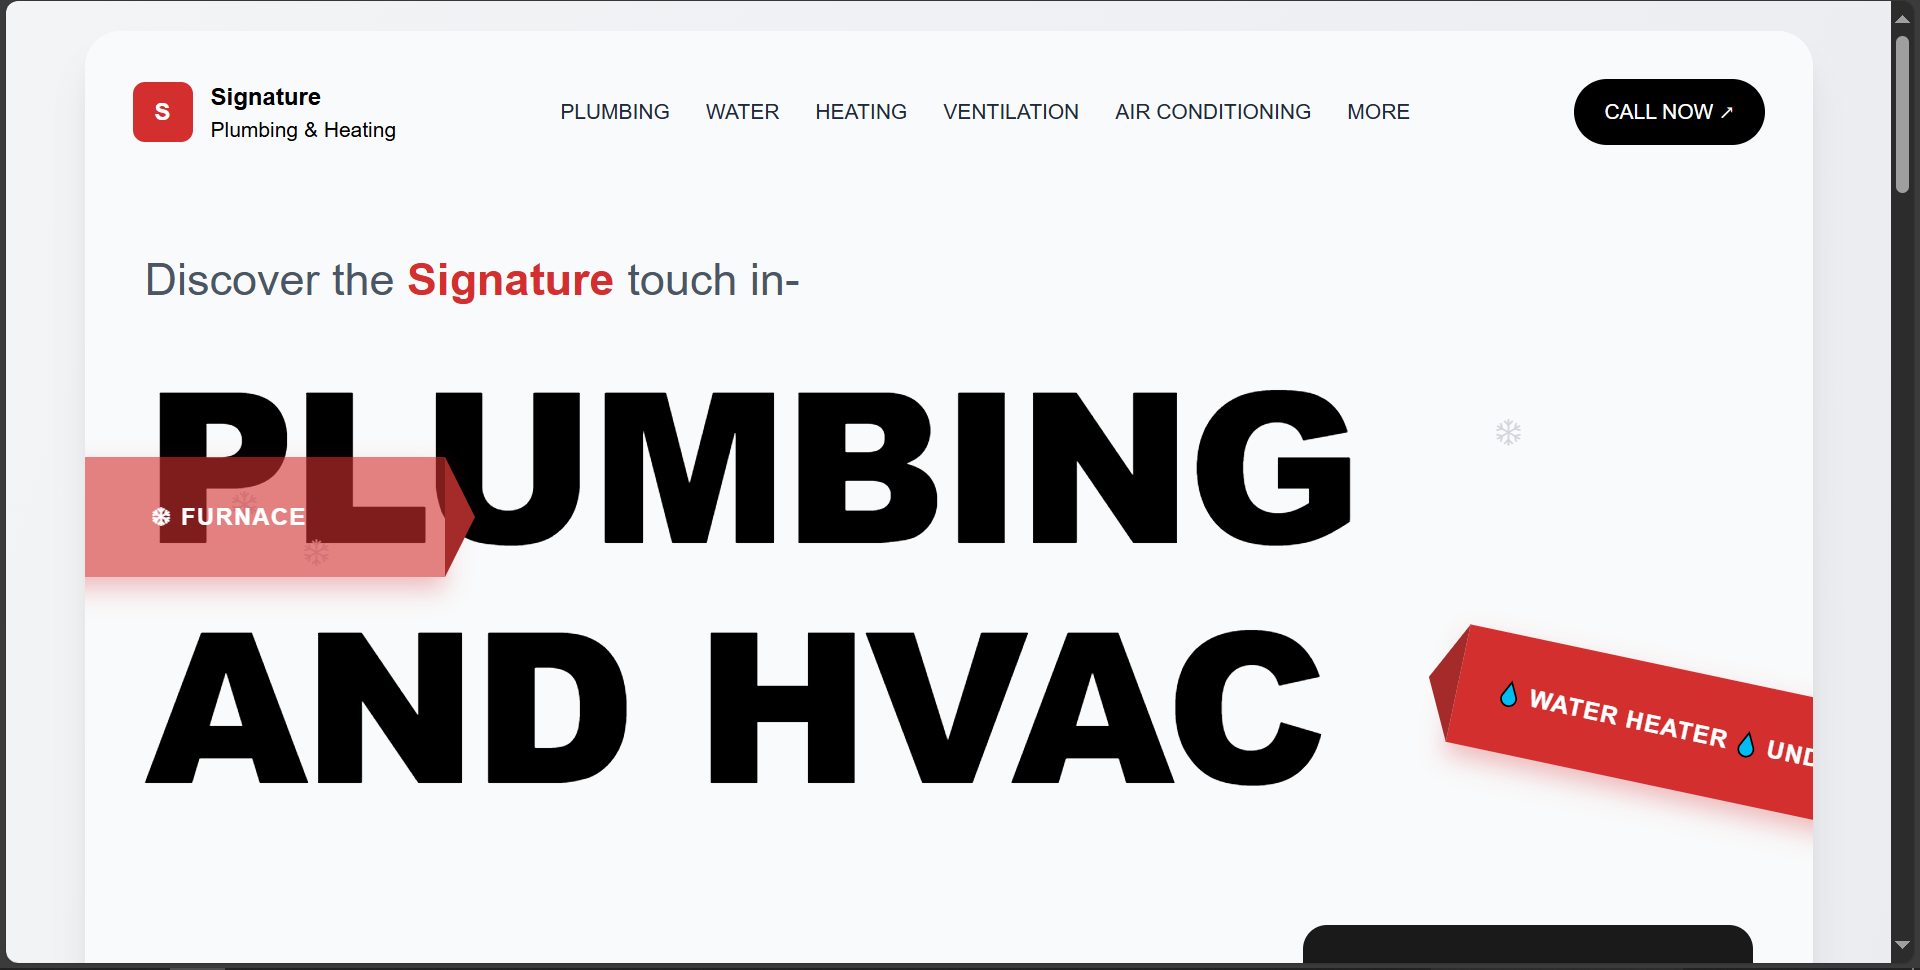 S
Signature
Plumbing & Heating
PLUMBING WATER HEATING VENTILATION AIR CONDITIONING MORE
CALL NOW ↗
Discover the Signature touch in-
PLUMBING
❄ FURNACE
AND HVAC
💧 WATER HEATER 💧 UND